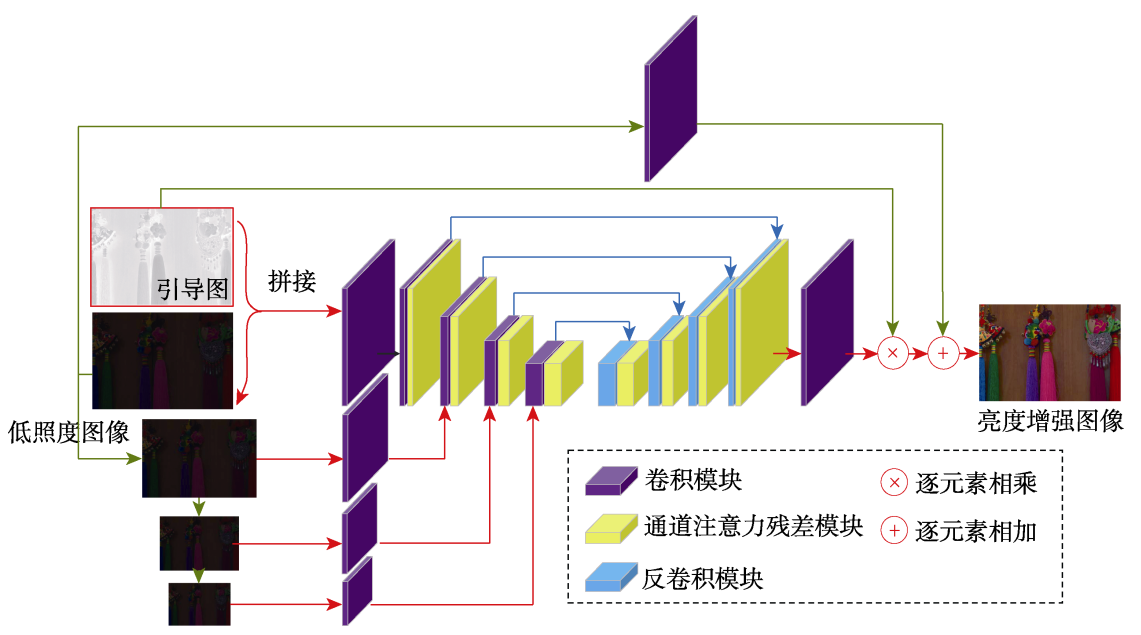 引导图
拼接
低照度图像
亮度增强图像
卷积模块
× 逐元素相乘
通道注意力残差模块
+ 逐元素相加
反卷积模块